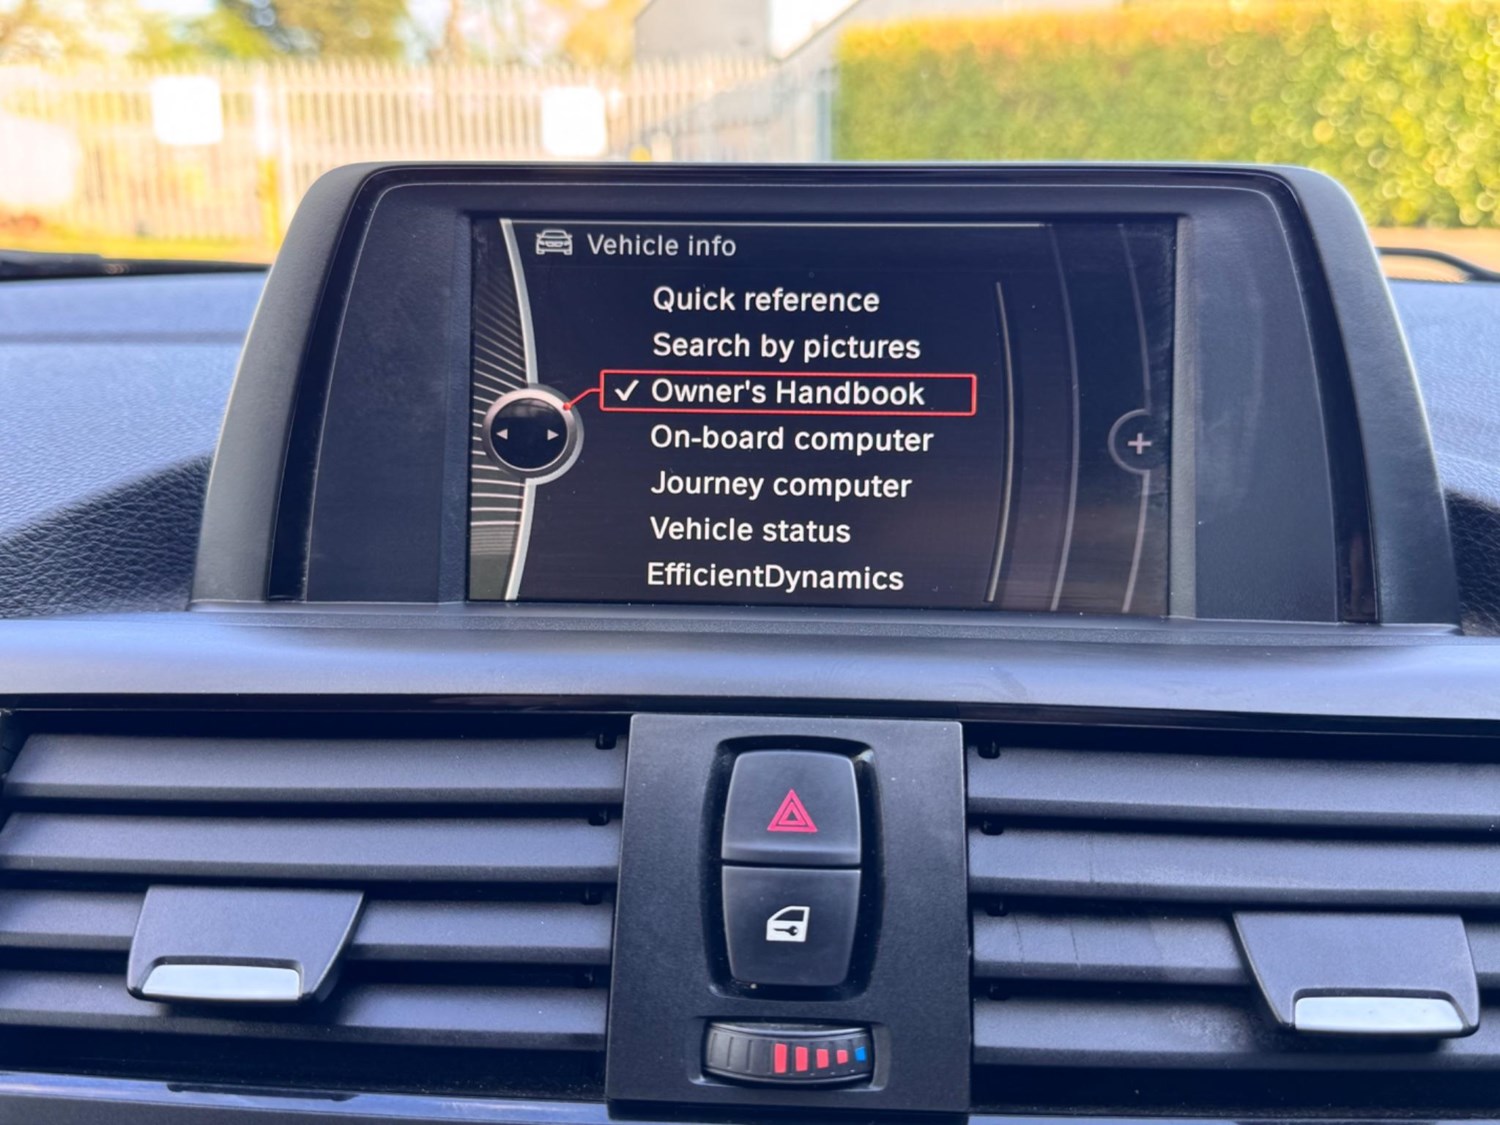 Vehicle info
Quick reference
Search by pictures
✓ Owner's Handbook
On-board computer
Journey computer
Vehicle status
EfficientDynamics